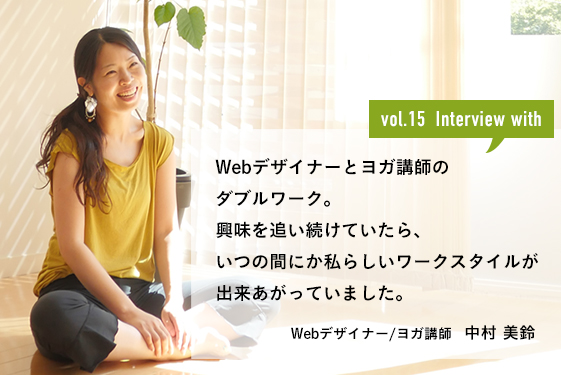 vol.15 Interview with
Webデザイナーとヨガ講師の
ダブルワーク。
興味を追い続けていたら、
いつの間にか私らしいワークスタイルが
出来あがっていました。
Webデザイナー/ヨガ講師 中村 美鈴